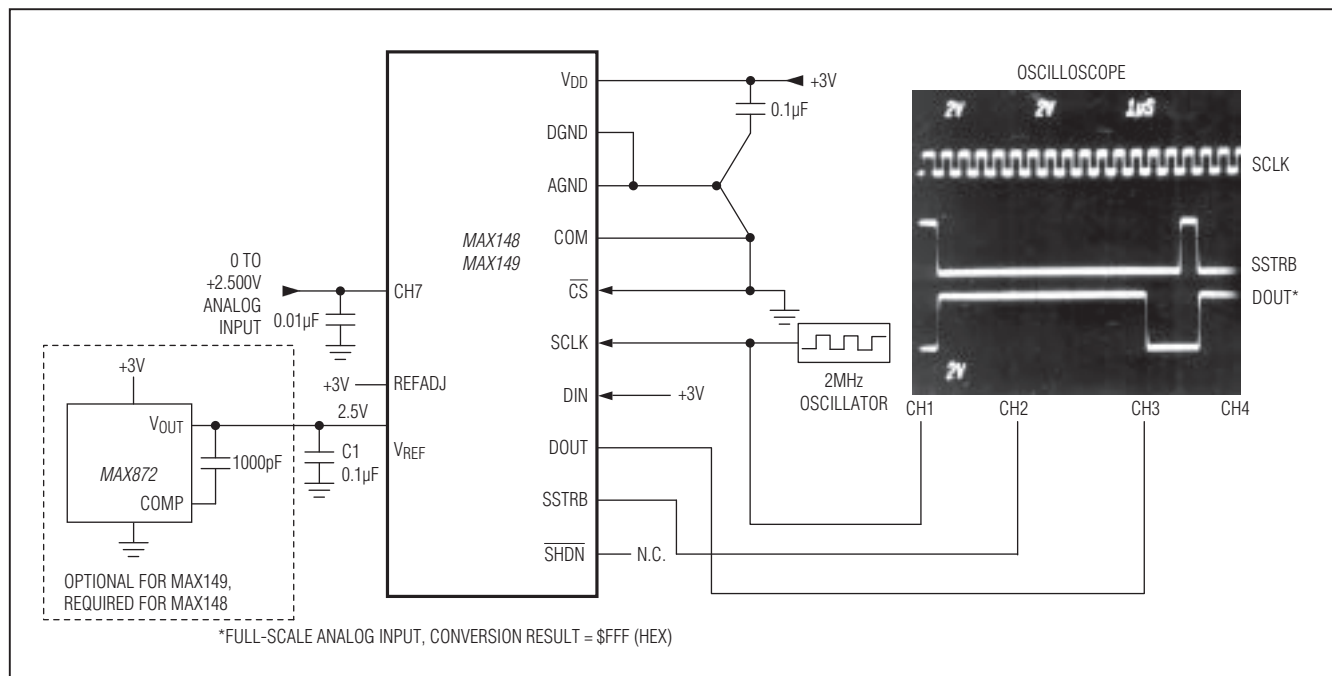 OSCILLOSCOPE
2V 2V 1µS
SCLK
SSTRB
DOUT*
2V
CH1 CH2 CH3 CH4
VDD
DGND
AGND
COM
CS
SCLK
DIN
DOUT
SSTRB
SHDN
MAX148
MAX149
CH7
REFADJ
VREF
+3V
0.1µF
0 TO
+2.500V
ANALOG
INPUT
0.01µF
+3V
2.5V
C1
0.1µF
+3V
VOUT
MAX872
COMP
1000pF
OPTIONAL FOR MAX149,
REQUIRED FOR MAX148
2MHz
OSCILLATOR
+3V
N.C.
*FULL-SCALE ANALOG INPUT, CONVERSION RESULT = $FFF (HEX)